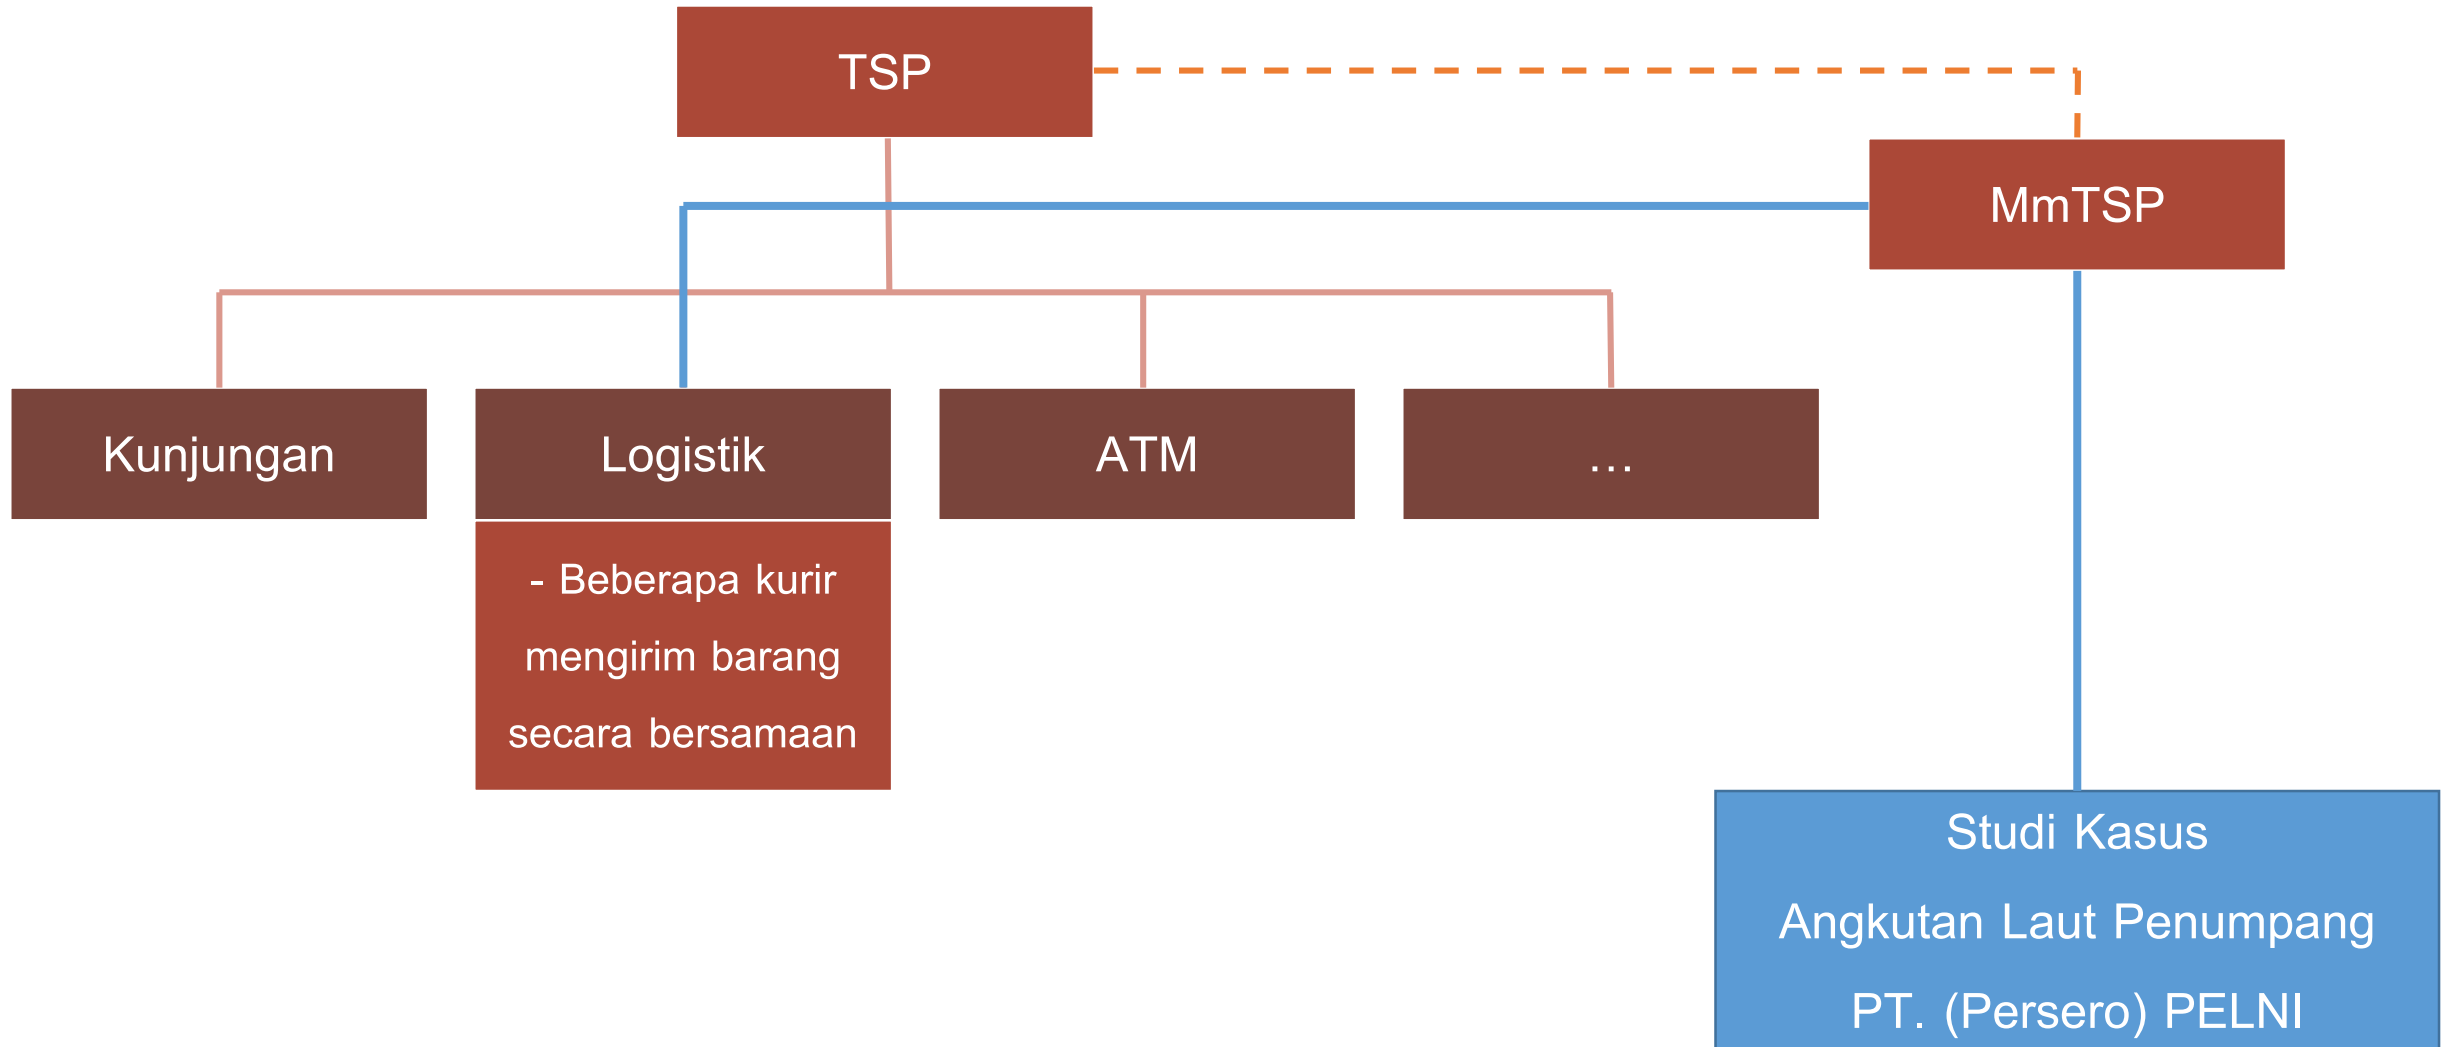 TSP
MmTSP
Kunjungan
Logistik
ATM
…
- Beberapa kurir
mengirim barang
secara bersamaan
Studi Kasus
Angkutan Laut Penumpang
PT. (Persero) PELNI